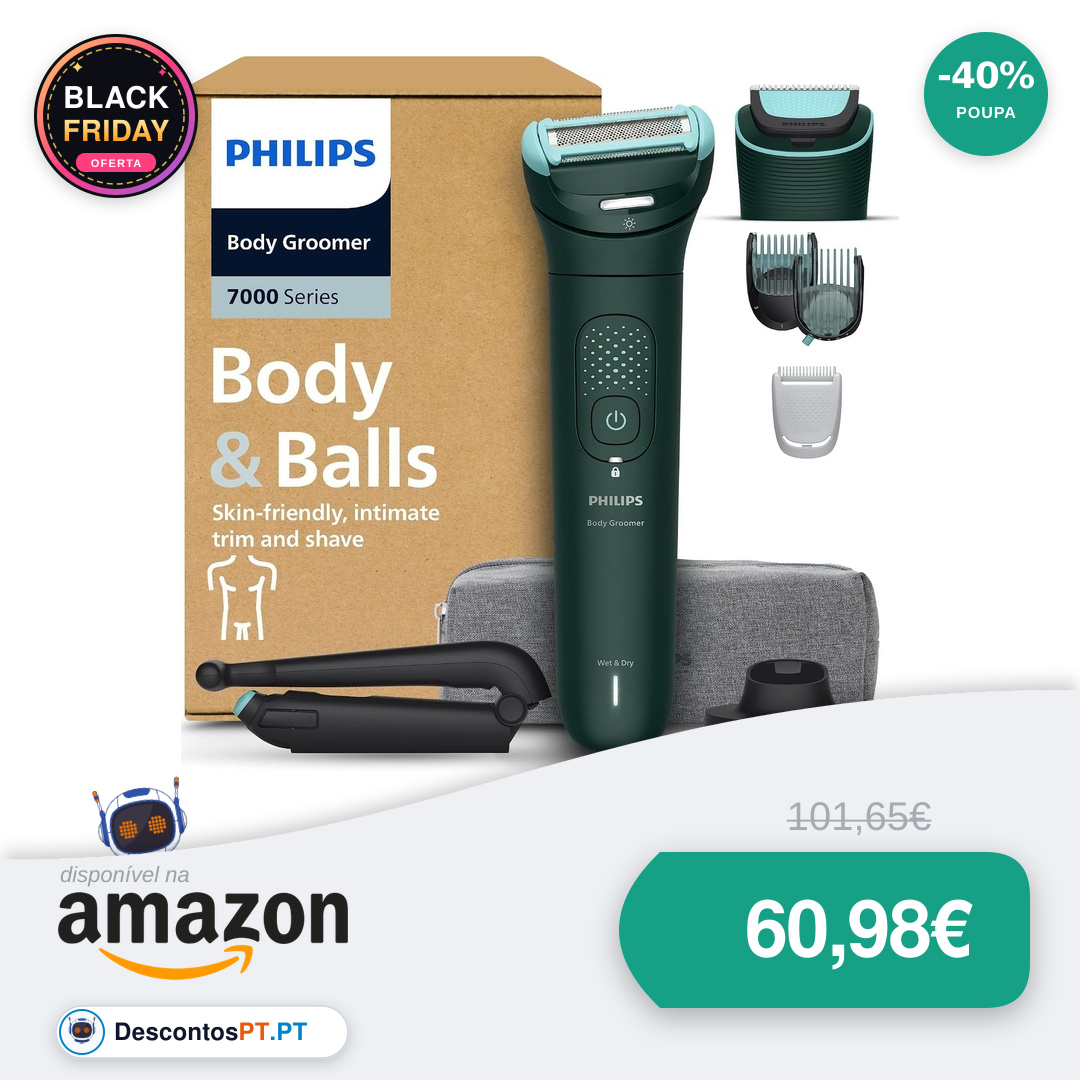 BLACK
FRIDAY
OFERTA
-40%
POUPA
PHILIPS
Body Groomer
7000 Series
Body
& Balls
Skin-friendly, intimate
trim and shave
PHILIPS
PHILIPS
Body Groomer
Wet & Dry
101,65€
60,98€
disponível na
amazon
DescontosPT.PT